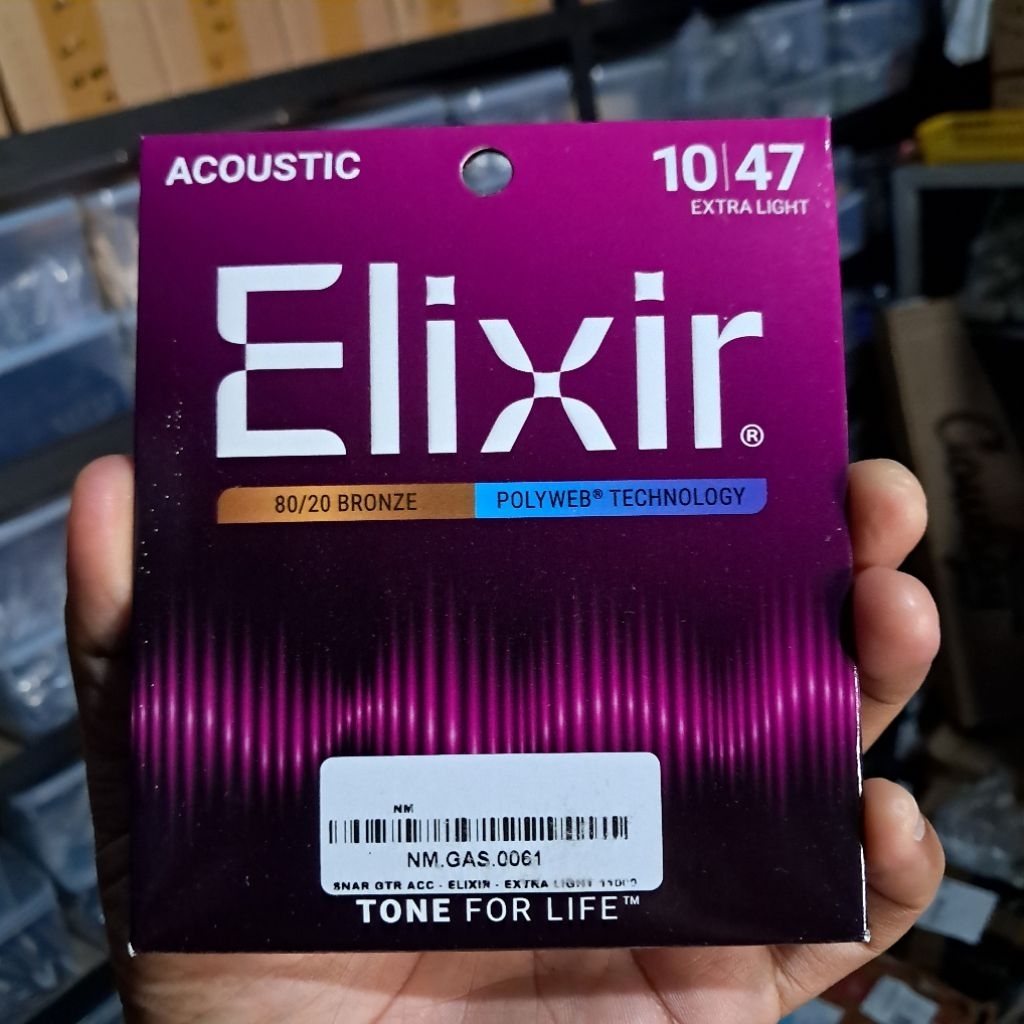 ACOUSTIC
10|47
EXTRA LIGHT
Elixir®
80/20 BRONZE
POLYWEB® TECHNOLOGY
NM
NM.GAS.0061
SNAR GTR ACC - ELIXIR - EXTRA LIGHT
TONE FOR LIFE™